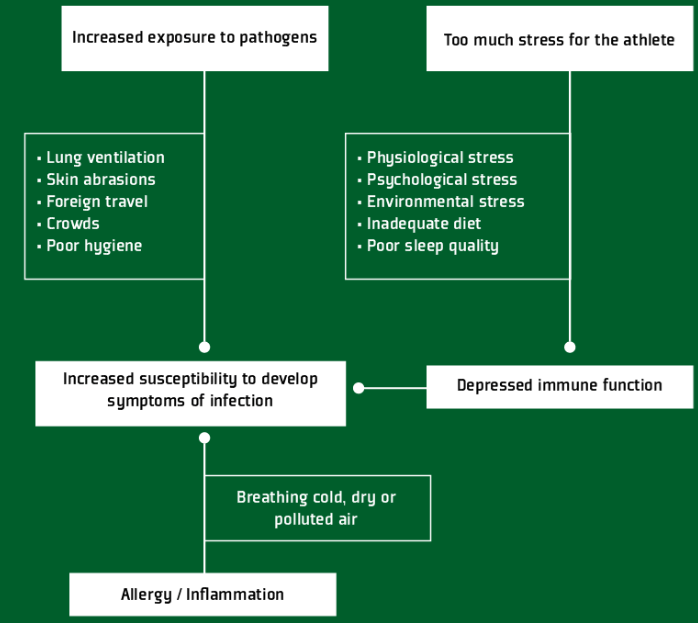 Increased exposure to pathogens
Too much stress for the athlete
▪ Lung ventilation
▪ Skin abrasions
▪ Foreign travel
▪ Crowds
▪ Poor hygiene
▪ Physiological stress
▪ Psychological stress
▪ Environmental stress
▪ Inadequate diet
▪ Poor sleep quality
Increased susceptibility to develop
symptoms of infection
Depressed immune function
Breathing cold, dry or
polluted air
Allergy / Inflammation